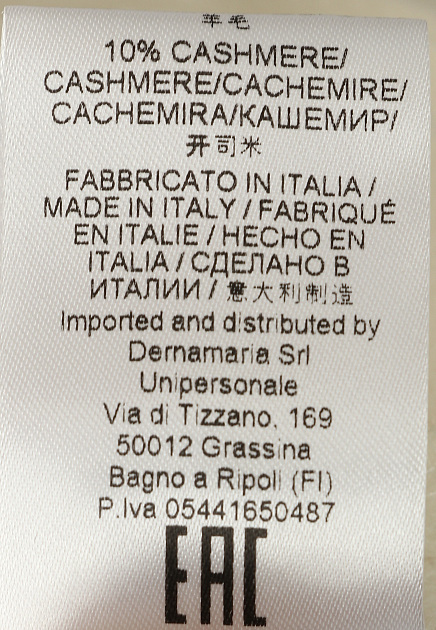 羊毛
10% CASHMERE/
CASHMERE/CACHEMIRE/
CACHEMIRA/КАШЕМИР/
开司米
FABBRICATO IN ITALIA /
MADE IN ITALY / FABRIQUÉ
EN ITALIE / HECHO EN
ITALIA / СДЕЛАНО В
ИТАЛИИ / 意大利制造
Imported and distributed by
Dernamaria Srl
Unipersonale
Via di Tizzano, 169
50012 Grassina
Bagno a Ripoli (FI)
P.Iva 05441650487
EAC